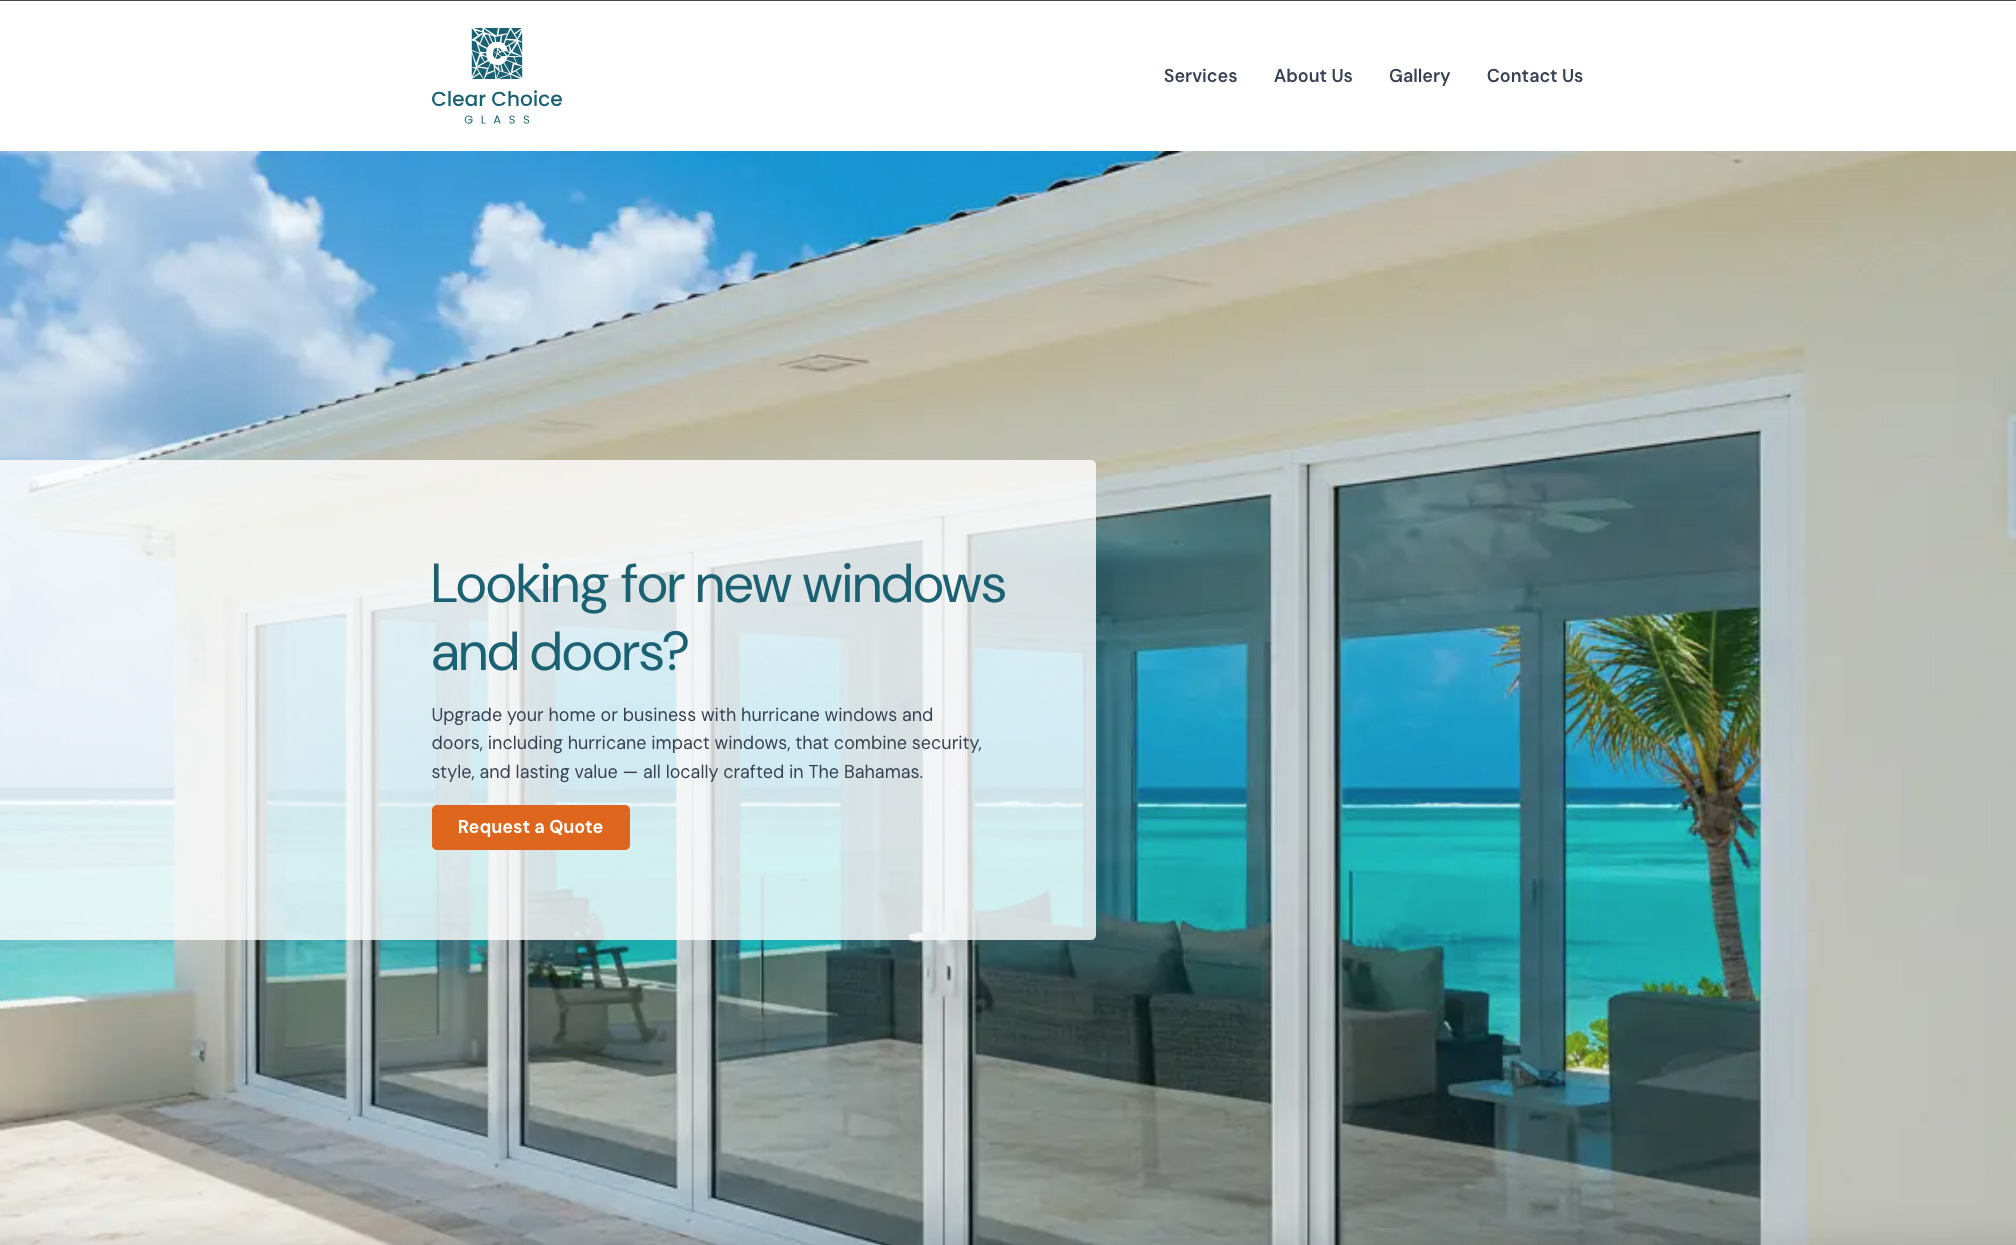 C
Clear Choice
GLASS
Services
About Us
Gallery
Contact Us
Looking for new windows
and doors?
Upgrade your home or business with hurricane windows and
doors, including hurricane impact windows, that combine security,
style, and lasting value — all locally crafted in The Bahamas.
Request a Quote